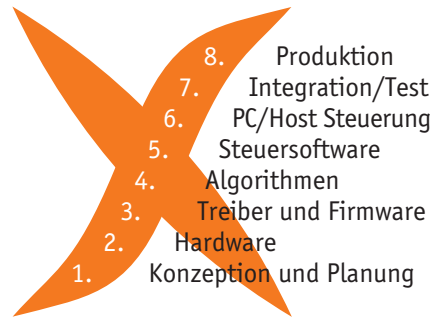 8. Produktion
7. Integration/Test
6. PC/Host Steuerung
5. Steuersoftware
4. Algorithmen
3. Treiber und Firmware
2. Hardware
1. Konzeption und Planung